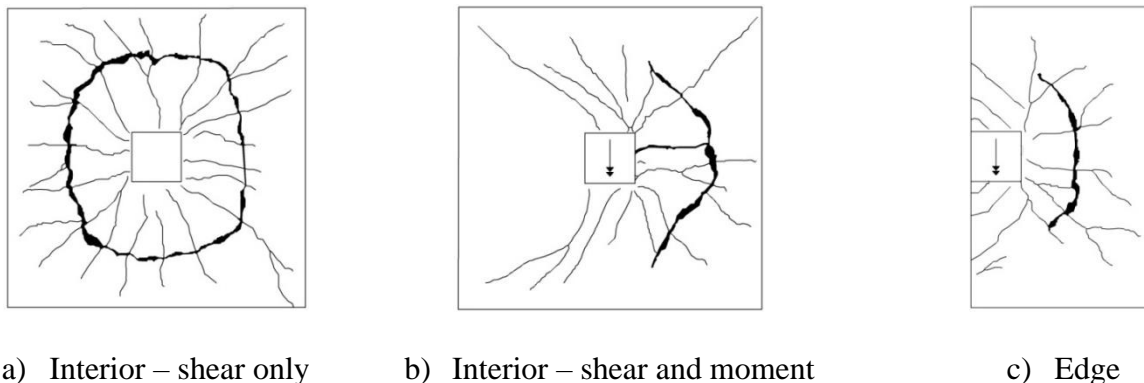 a) Interior – shear only b) Interior – shear and moment c) Edge